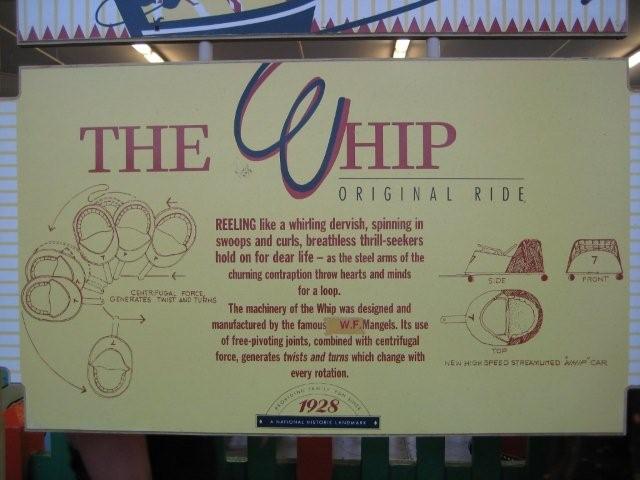 THE WHIP
ORIGINAL RIDE
REELING like a whirling dervish, spinning in
swoops and curls, breathless thrill-seekers
hold on for dear life – as the steel arms of the
churning contraption throw hearts and minds
for a loop.
The machinery of the Whip was designed and
manufactured by the famous W.F. Mangels. Its use
of free-pivoting joints, combined with centrifugal
force, generates twists and turns which change with
every rotation.
CENTRIFUGAL FORCE,
GENERATES TWIST AND TURNS
7
SIDE
FRONT
TOP
NEW HIGH SPEED STREAMLINED "WHIP" CAR
PROVIDING FAMILY FUN SINCE
1928
A NATIONAL HISTORIC LANDMARK